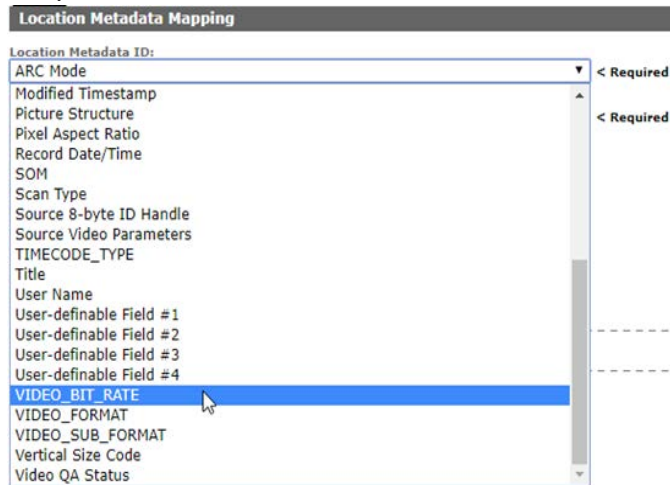 Location Metadata Mapping
Location Metadata ID:
ARC Mode
< Required
Modified Timestamp
Picture Structure
< Required
Pixel Aspect Ratio
Record Date/Time
SOM
Scan Type
Source 8-byte ID Handle
Source Video Parameters
TIMECODE_TYPE
Title
User Name
User-definable Field #1
User-definable Field #2
User-definable Field #3
User-definable Field #4
VIDEO_BIT_RATE
VIDEO_FORMAT
VIDEO_SUB_FORMAT
Vertical Size Code
Video QA Status